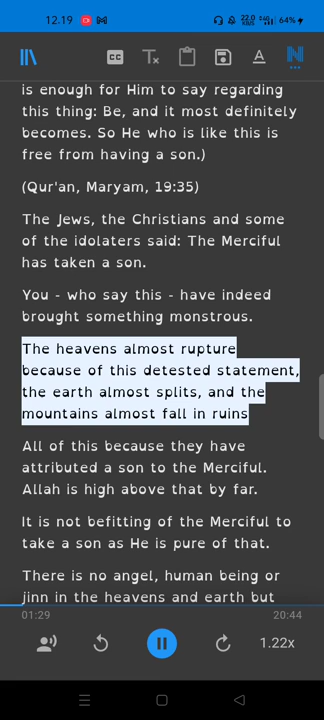 12.19
22.0
KB/S
64%
CC
is enough for Him to say regarding
this thing: Be, and it most definitely
becomes. So He who is like this is
free from having a son.)
(Qur'an, Maryam, 19:35)
The Jews, the Christians and some
of the idolaters said: The Merciful
has taken a son.
You - who say this - have indeed
brought something monstrous.
The heavens almost rupture
because of this detested statement,
the earth almost splits, and the
mountains almost fall in ruins
All of this because they have
attributed a son to the Merciful.
Allah is high above that by far.
It is not befitting of the Merciful to
take a son as He is pure of that.
There is no angel, human being or
jinn in the heavens and earth but
01:29
20:44
1.22x